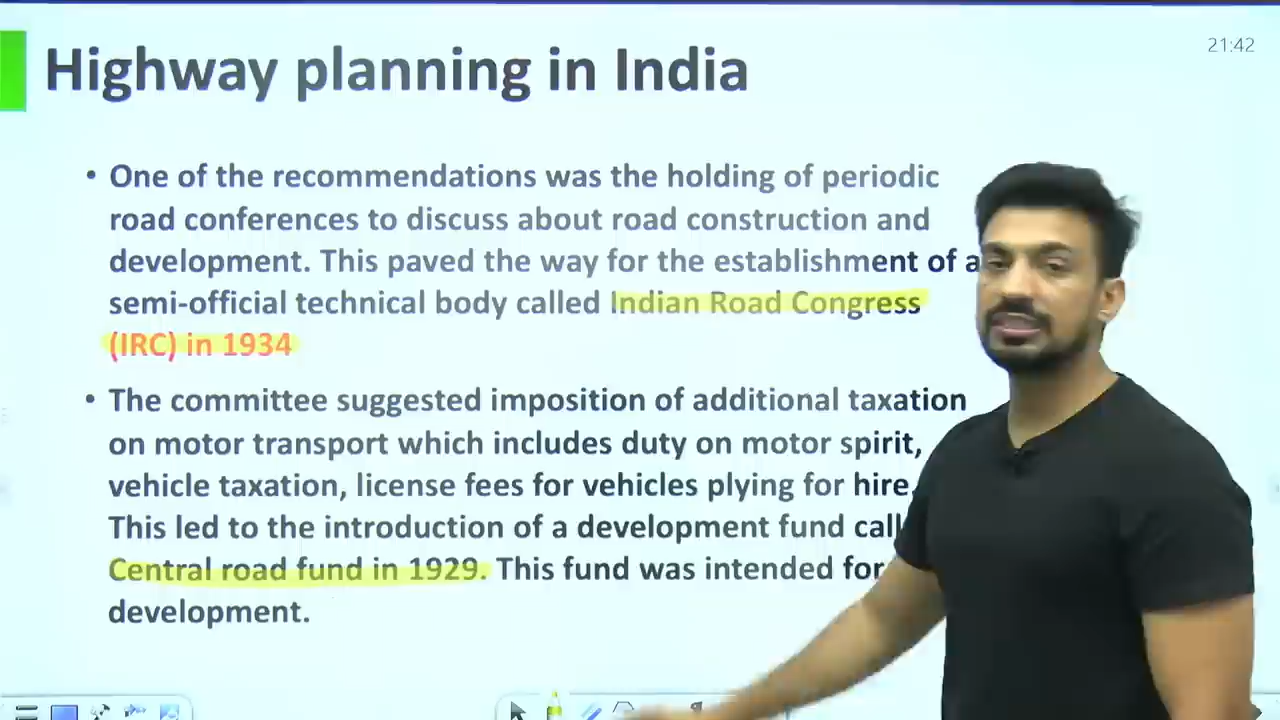 21:42
Highway planning in India
• One of the recommendations was the holding of periodic
road conferences to discuss about road construction and
development. This paved the way for the establishment of a
semi-official technical body called Indian Road Congress
(IRC) in 1934
• The committee suggested imposition of additional taxation
on motor transport which includes duty on motor spirit,
vehicle taxation, license fees for vehicles plying for hire.
This led to the introduction of a development fund
Central road fund in 1929. This fund was intended for
development.